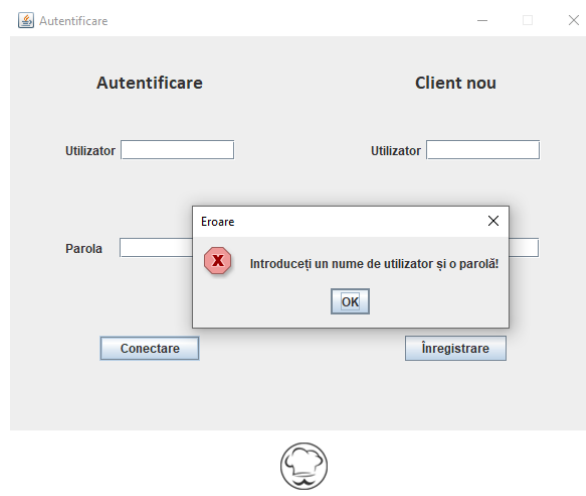 Autentificare
Autentificare
Client nou
Utilizator
Utilizator
Eroare
Parola
Introduceți un nume de utilizator și o parolă!
OK
Conectare
Înregistrare